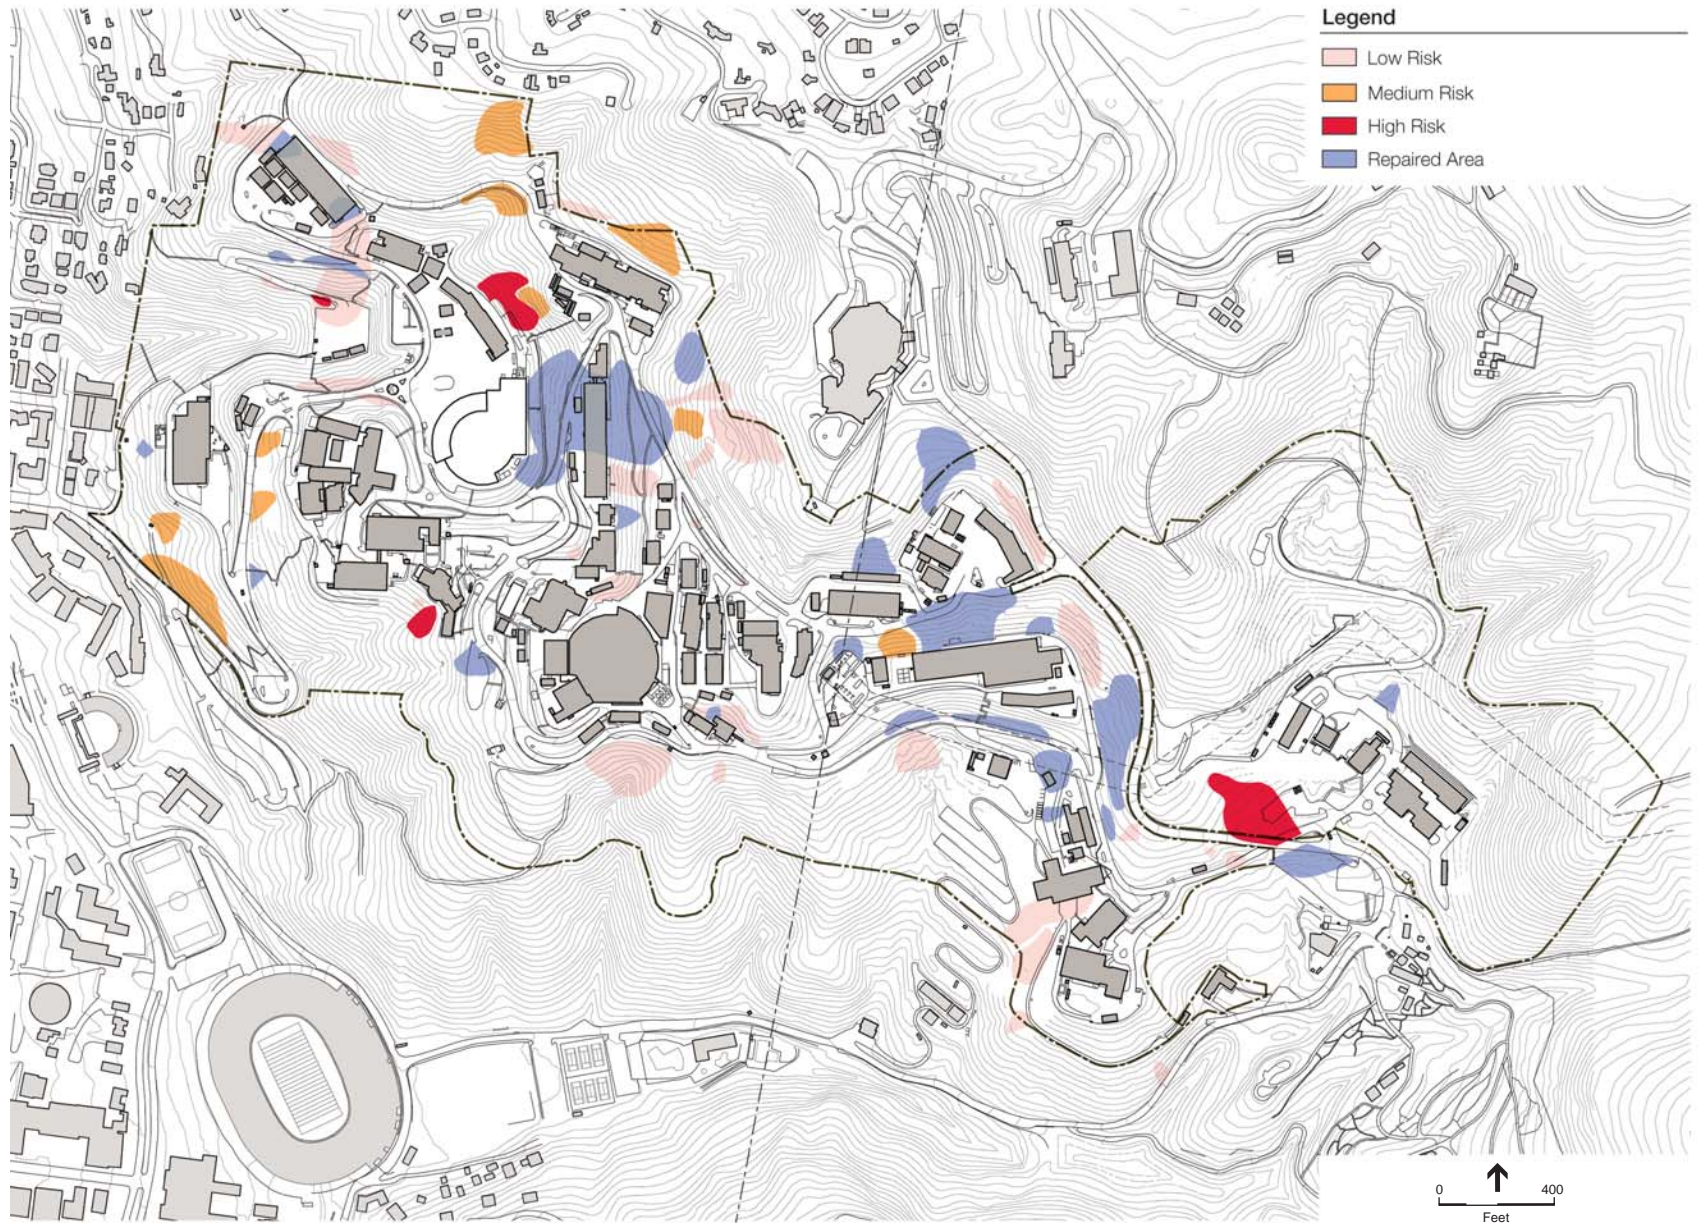 Legend
Low Risk
Medium Risk
High Risk
Repaired Area
0 400
Feet